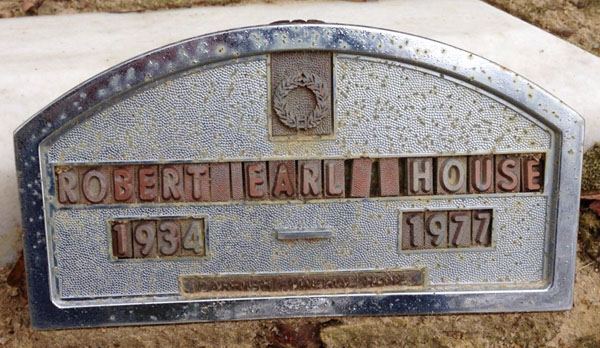 ROBERT EARL HOUSE
1934 - 1977